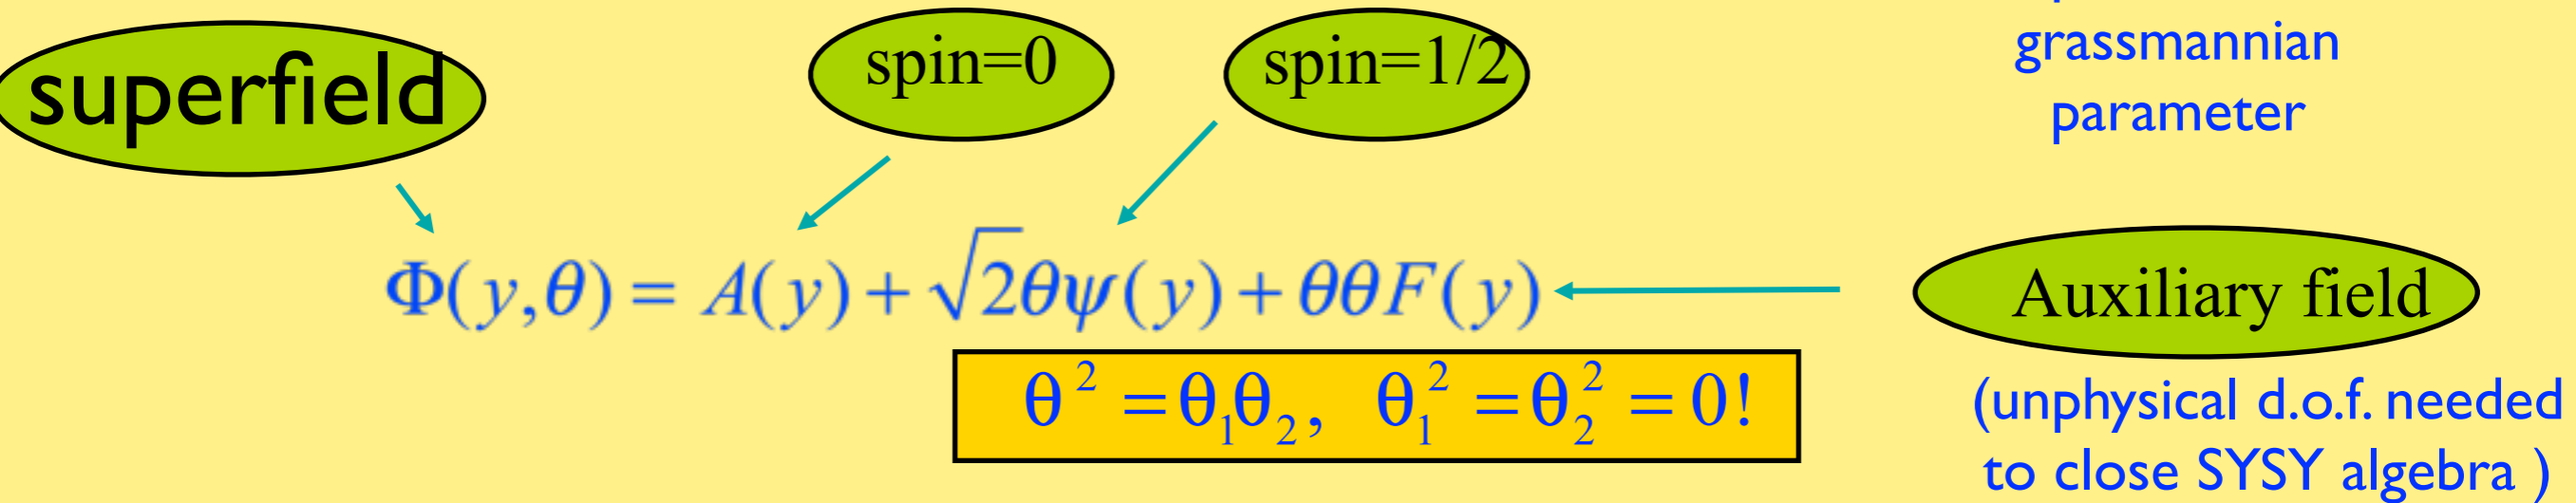 superfield
spin=0
spin=1/2
grassmannian
parameter
Φ(y,θ) = A(y) + √2θψ(y) + θθF(y)
Auxiliary field
θ² = θ₁θ₂, θ₁² = θ₂² = 0!
(unphysical d.o.f. needed
to close SYSY algebra )